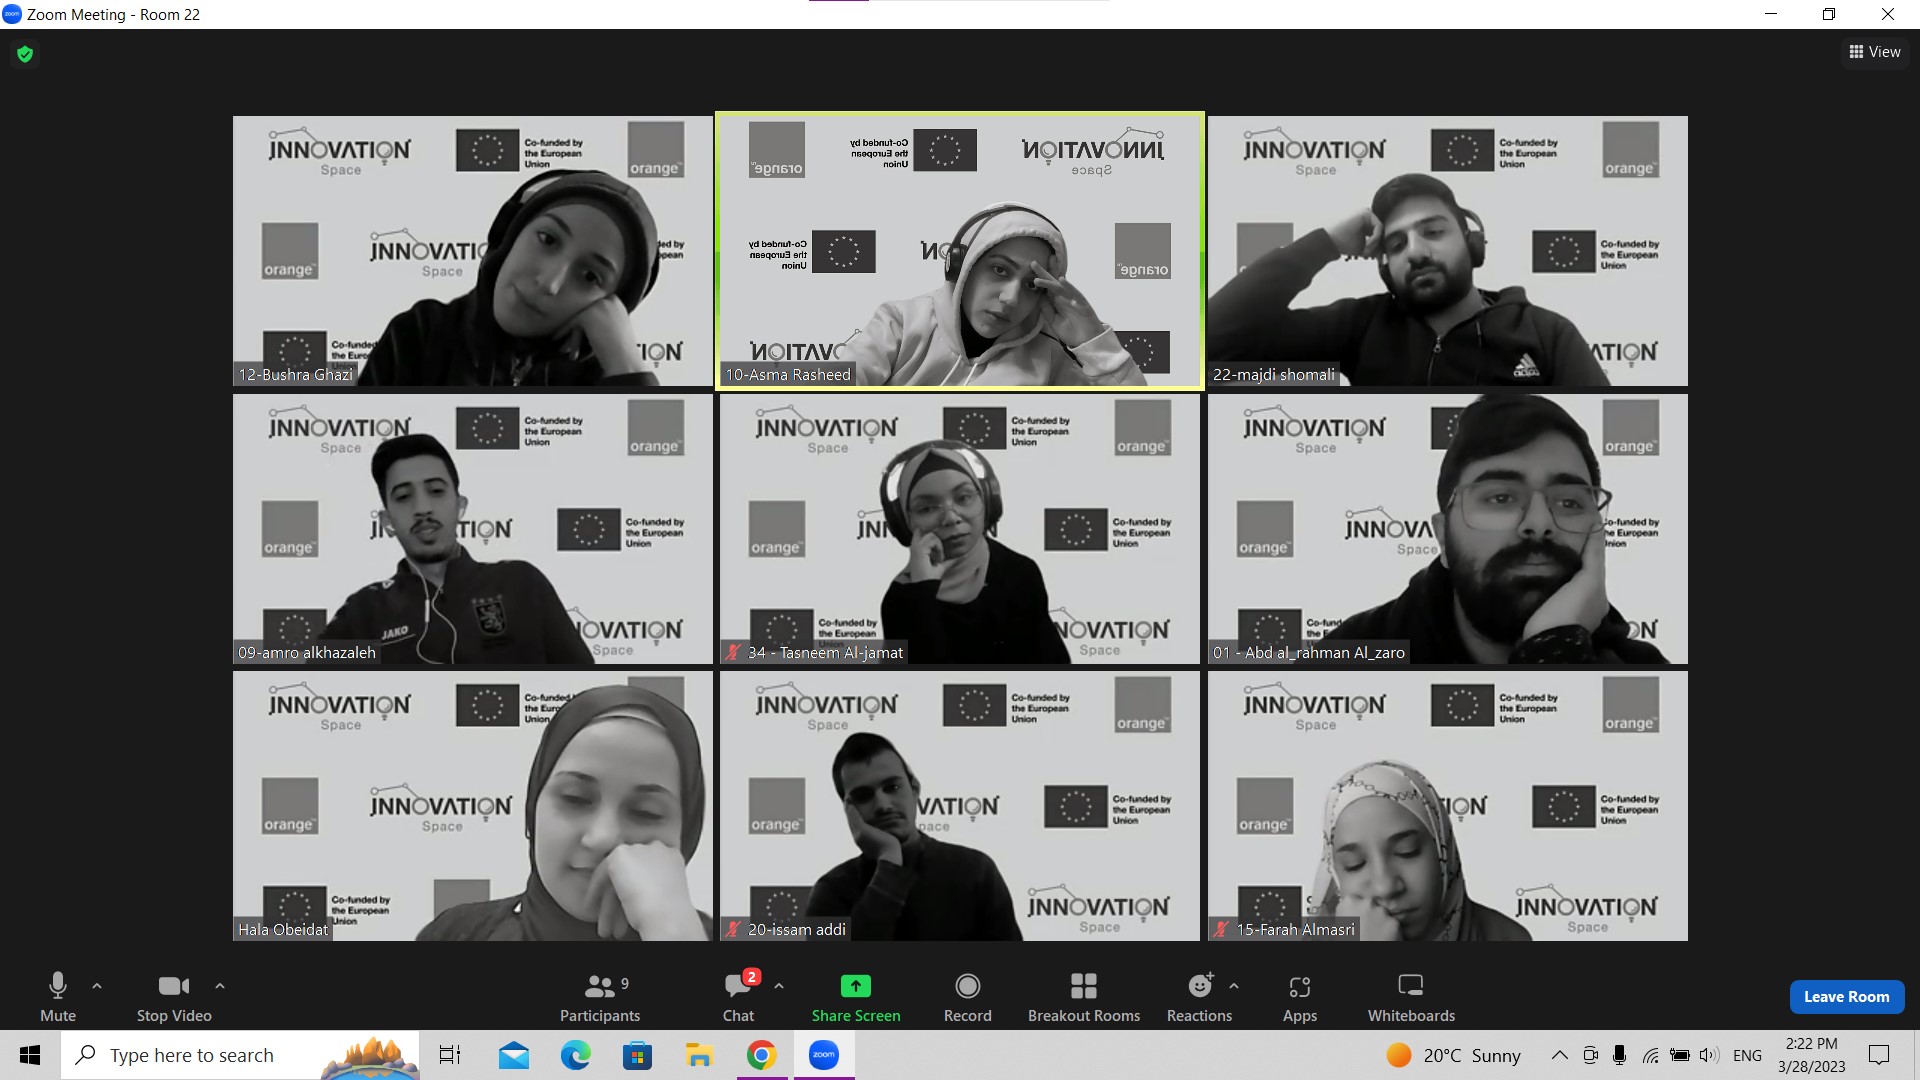 Zoom Meeting - Room 22
View
INNOVATION
Space
Co-funded by
the European
Union
orange
12-Bushra Ghazi
10-Asma Rasheed
22-majdi shomali
09-amro alkhazaleh
JAKO
34 - Tasneem Al-jamat
01 - Abd al_rahman Al_zaro
Hala Obeidat
20-issam addi
15-Farah Almasri
adidas
Mute
Stop Video
9
Participants
2
Chat
Share Screen
Record
Breakout Rooms
Reactions
Apps
Whiteboards
Leave Room
Type here to search
zoom
20°C Sunny
ENG
2:22 PM
3/28/2023